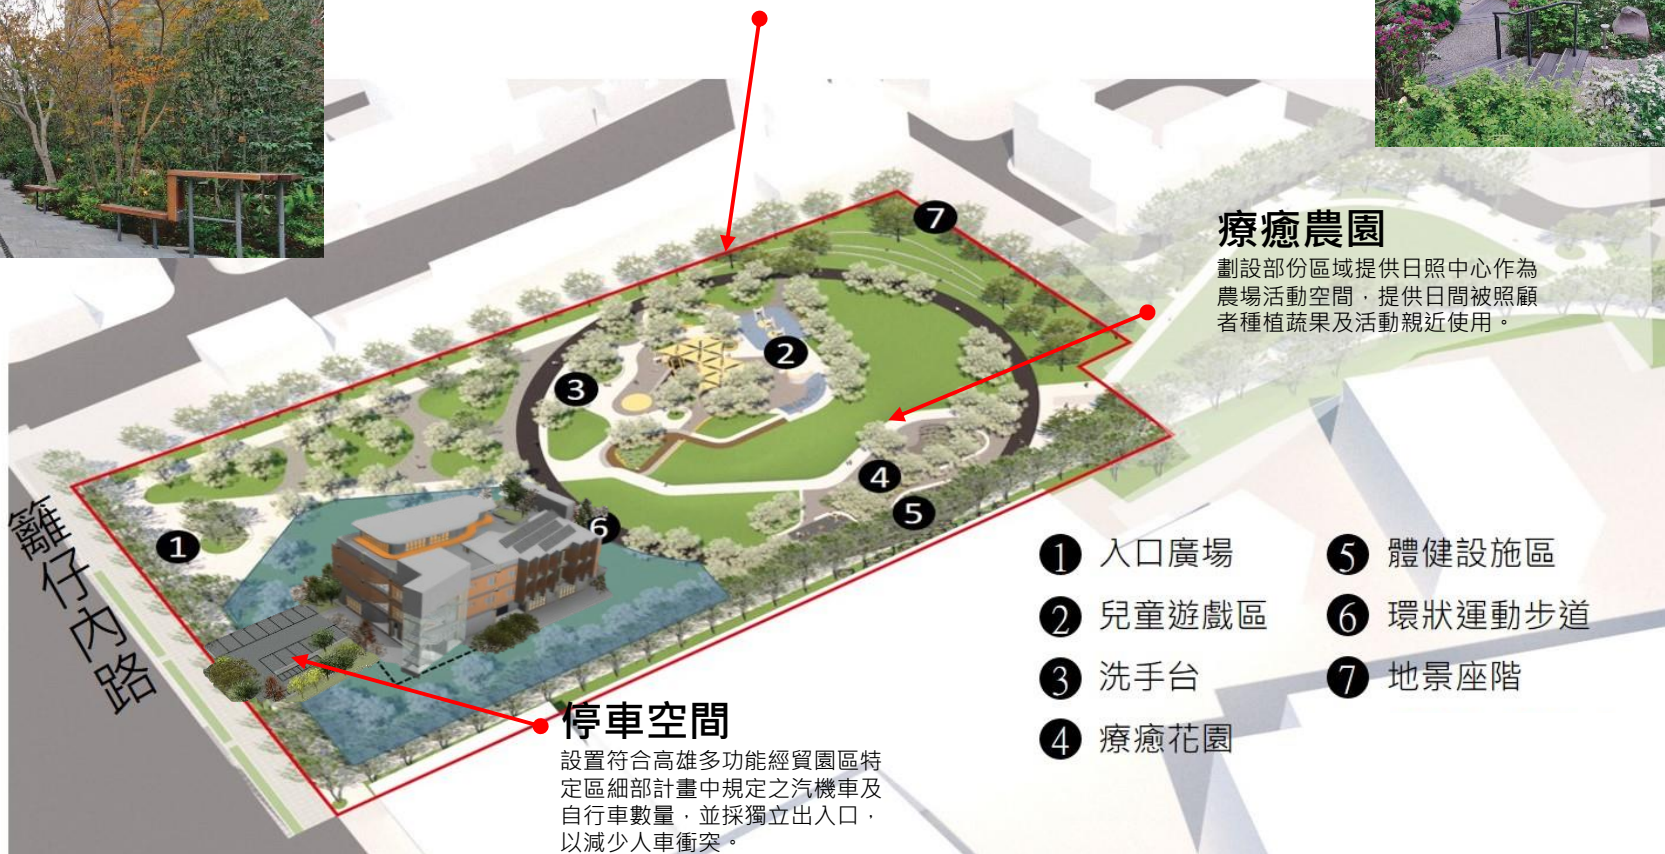 療癒農園
劃設部份區域提供日照中心作為
農場活動空間，提供日間被照顧
者種植蔬果及活動親近使用。
7
2
3
4
5
6
1
籬仔內路
停車空間
設置符合高雄多功能經貿園區特
定區細部計畫中規定之汽機車及
自行車數量，並採獨立出入口，
以減少人車衝突。
1 入口廣場
2 兒童遊戲區
3 洗手台
4 療癒花園
5 體健設施區
6 環狀運動步道
7 地景座階